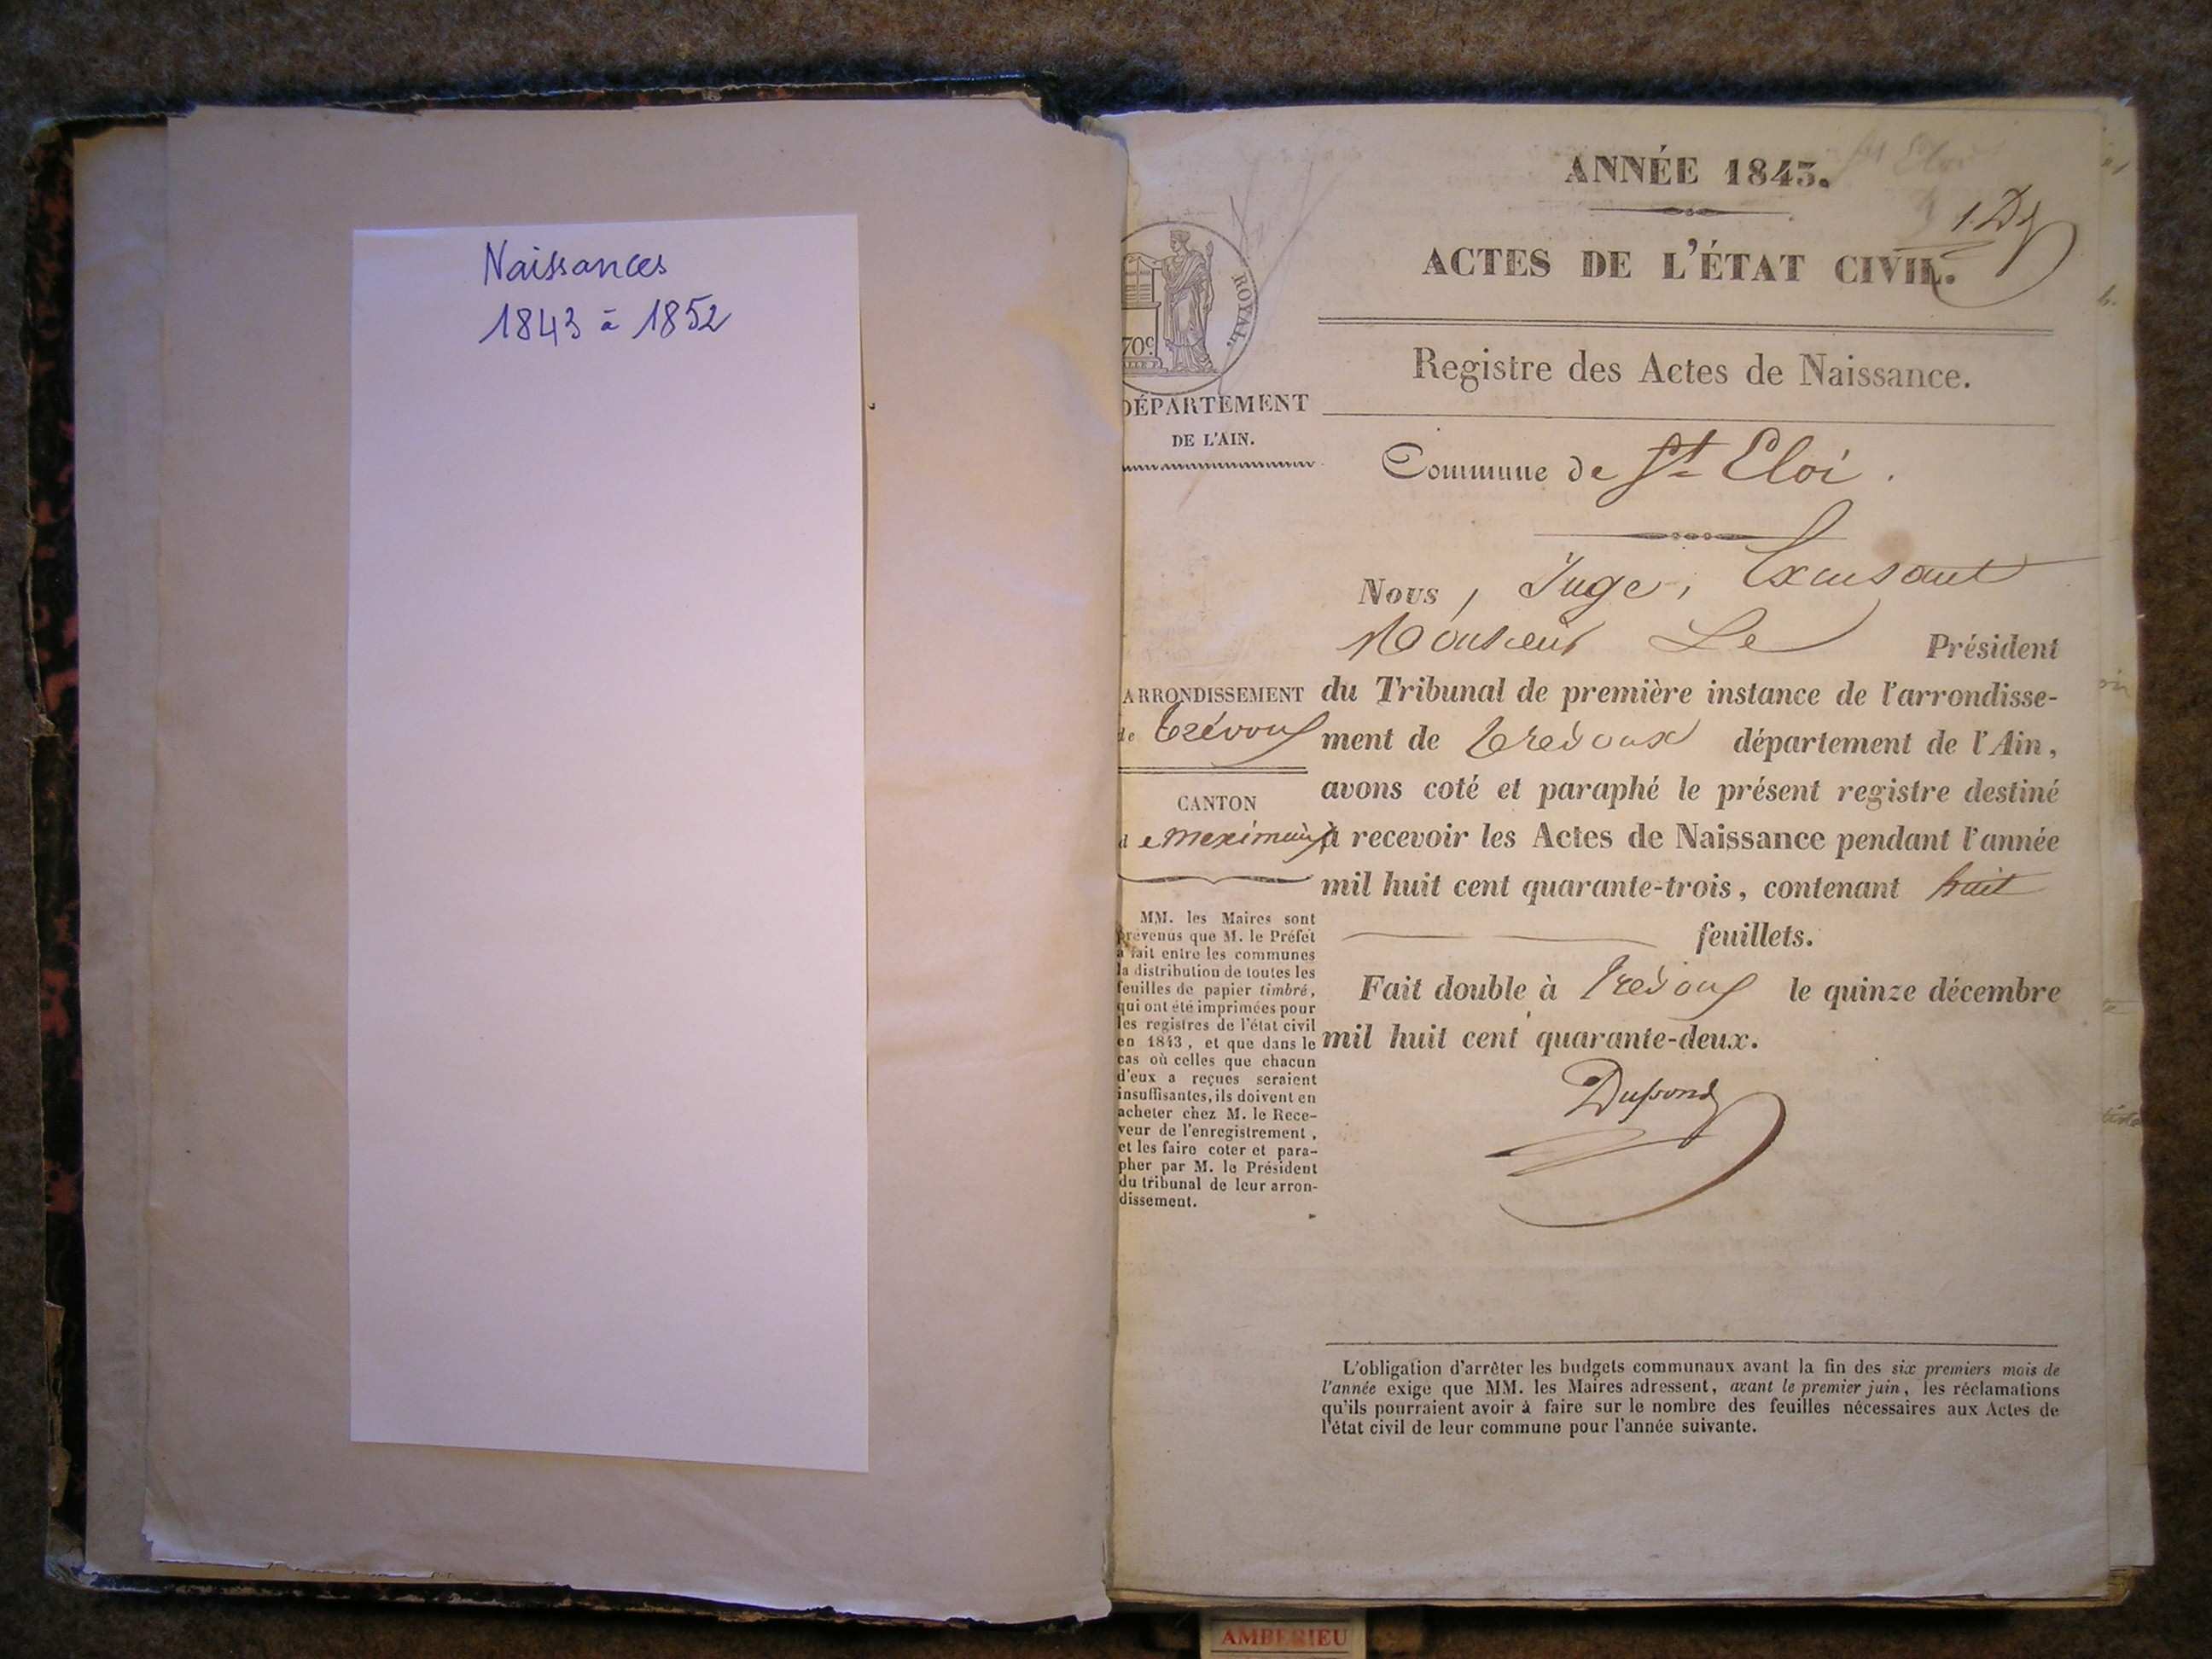 Naissances
1843 à 1852
ANNÉE 1843.
1. D
ACTES DE L'ÉTAT CIVIL.
Registre des Actes de Naissance.
ROYAL.
70c
DÉPARTEMENT
DE L'AIN.
Commune de St Eloi.
ARRONDISSEMENT
de Trévoux
CANTON
de Meximieux
MM. les Maires sont
prévenus que M. le Préfet
a fait entre les communes
la distribution de toutes les
feuilles de papier timbré,
qui ont été imprimées pour
les registres de l'état civil
en 1843, et que dans le
cas où celles que chacun
d'eux a reçues seraient
insuffisantes, ils doivent en
acheter chez M. le Rece-
veur de l'enregistrement,
et les faire coter et para-
pher par M. le Président
du tribunal de leur arron-
dissement.
Nous, Juge, Excusant
Monsieur Le Président
du Tribunal de première instance de l'arrondisse-
ment de Trevoux département de l'Ain,
avons coté et paraphé le présent registre destiné
à recevoir les Actes de Naissance pendant l'année
mil huit cent quarante-trois, contenant huit
feuillets.
Fait double à Trevoux le quinze décembre
mil huit cent quarante-deux.
L'obligation d'arrêter les budgets communaux avant la fin des six premiers mois de
l'année exige que MM. les Maires adressent, avant le premier juin, les réclamations
qu'ils pourraient avoir à faire sur le nombre des feuilles nécessaires aux Actes de
l'état civil de leur commune pour l'année suivante.
AMBERIEU